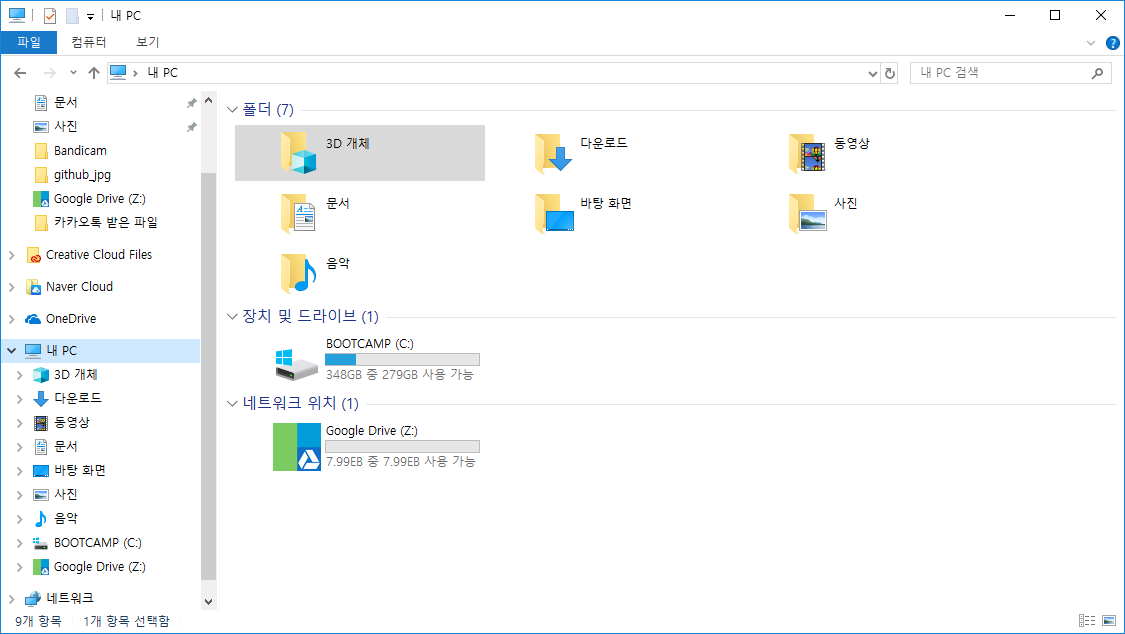 내 PC
파일 컴퓨터 보기
내 PC 내 PC 검색
문서
사진
Bandicam
github_jpg
Google Drive (Z:)
카카오톡 받은 파일
Creative Cloud Files
Naver Cloud
OneDrive
내 PC
3D 개체
다운로드
동영상
문서
바탕 화면
사진
음악
BOOTCAMP (C:)
Google Drive (Z:)
네트워크
폴더 (7)
3D 개체 다운로드 동영상
문서 바탕 화면 사진
음악
장치 및 드라이브 (1)
BOOTCAMP (C:)
348GB 중 279GB 사용 가능
네트워크 위치 (1)
Google Drive (Z:)
7.99EB 중 7.99EB 사용 가능
9개 항목 1개 항목 선택함